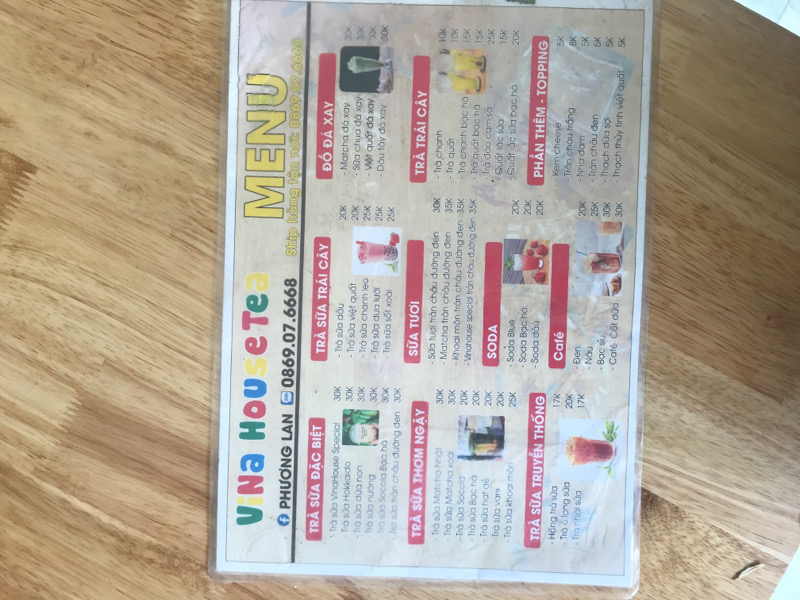 ViNa HOUSE Tea
MENU
PHƯƠNG LAN 0869.07.6668
Ship hàng tận nơi: 0869.07.6668
TRÀ SỮA ĐẶC BIỆT
- Trà sữa VinaHouse Special 30K
- Trà sữa Hokkaido 30K
- Trà sữa dừa non 30K
- Trà sữa nướng 30K
- Trà sữa Socola Bạc hà 30K
- Trà sữa trân châu đường đen 30K
TRÀ SỮA THƠM NGẬY
- Trà sữa Matcha Nhật 30K
- Trà sữa Matcha xoài 30K
- Trà sữa Socola 20K
- Trà sữa Bạc hà 20K
- Trà sữa hạt dẻ 20K
- Trà sữa vani 20K
- Trà sữa khoai môn 25K
TRÀ SỮA TRUYỀN THỐNG
- Hồng trà sữa 17K
- Trà ô long sữa 20K
- Trà nhài sữa 17K
TRÀ SỮA TRÁI CÂY
- Trà sữa dâu 20K
- Trà sữa việt quất 20K
- Trà sữa chanh leo 25K
- Trà sữa dưa lưới 25K
- Trà sữa sốt xoài 25K
SỮA TƯƠI
- Sữa tươi trân châu đường đen 30K
- Matcha trân châu đường đen 35K
- Khoai môn trân châu đường đen 35K
- Vinahouse special trân châu đường đen 35K
SODA
- Soda Blue 20K
- Soda Bạc hà 20K
- Soda dâu 20K
Café
- Đen 20K
- Nâu 25K
- Bạc sỉu 30K
- Café Cốt dừa 30K
ĐỒ ĐÁ XAY
- Matcha đá xay 30K
- Sữa chua đá xay 30K
- Việt quất đá xay 30K
- Dâu tây đá xay 30K
TRÀ TRÁI CÂY
- Trà chanh 10K
- Trà quất 10K
- Trà chanh bạc hà 15K
- Trà quất bạc hà 15K
- Trà đào cam sả 25K
- Quất lắc sữa 15K
- Quất lắc sữa bạc hà 20K
PHẦN THÊM - TOPPING
- Kem cheese 5K
- Trân châu trắng 8K
- Nha đam 5K
- Trân châu đen 5K
- Thạch dừa sợi 5K
- Thạch thủy tinh việt quất 5K